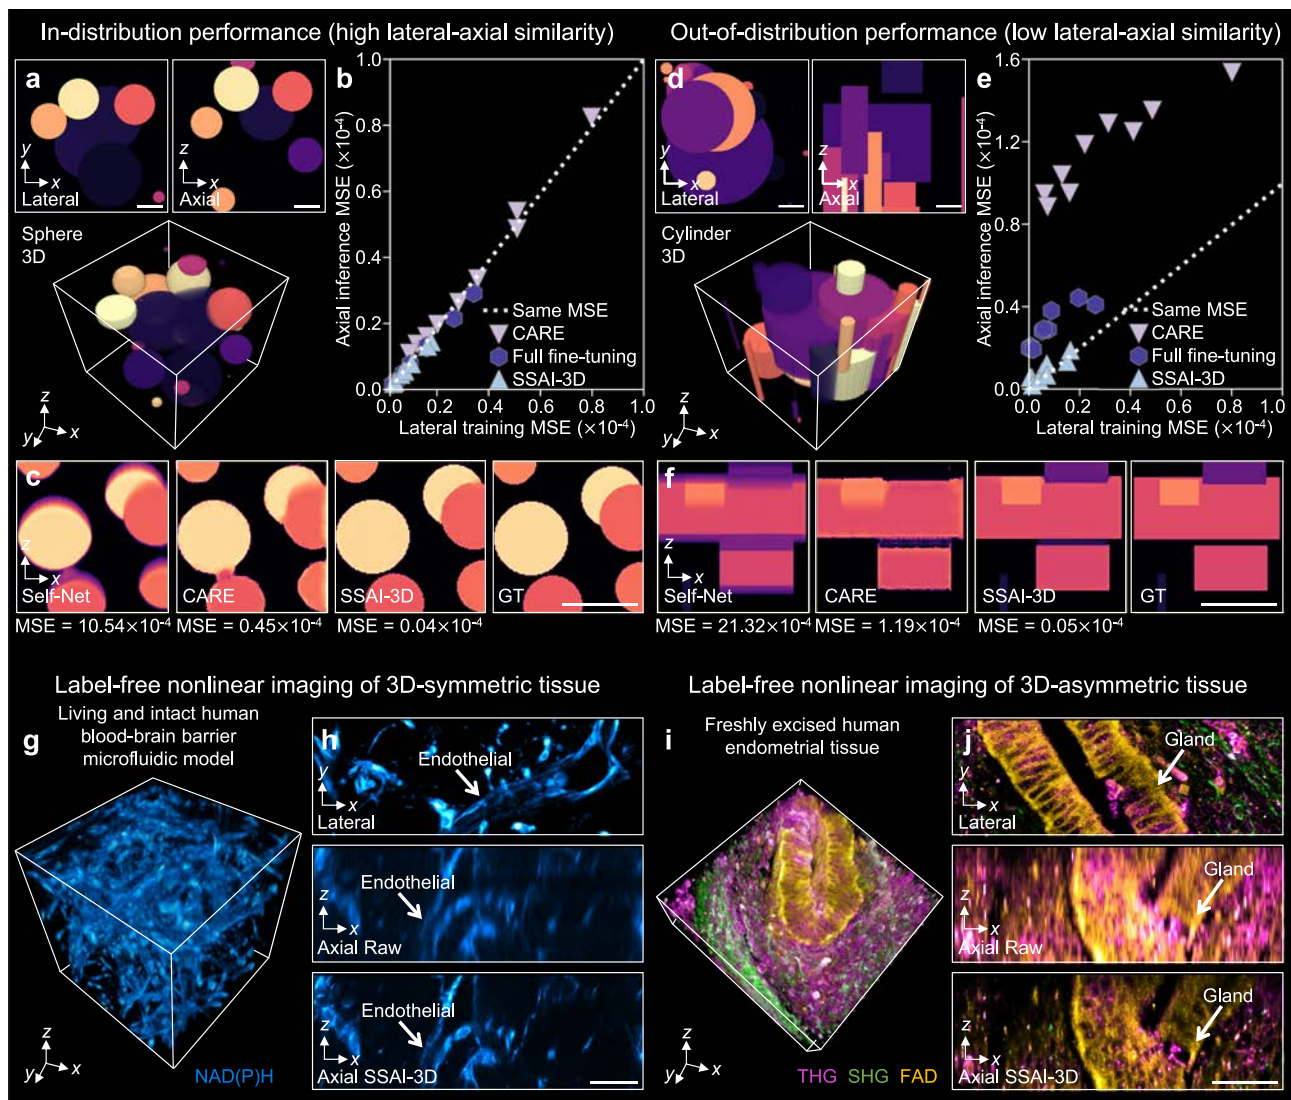 In-distribution performance (high lateral-axial similarity)
Out-of-distribution performance (low lateral-axial similarity)
a
y
x
Lateral
z
x
Axial
Sphere
3D
z
y
x
b
Axial inference MSE (×10⁻⁴)
1.0
0.8
0.6
0.4
0.2
0.0
Same MSE
CARE
Full fine-tuning
SSAI-3D
0.0 0.2 0.4 0.6 0.8 1.0
Lateral training MSE (×10⁻⁴)
d
y
x
Lateral
z
x
Axial
Cylinder
3D
z
y
x
e
Axial inference MSE (×10⁻⁴)
1.6
1.2
0.8
0.4
0.0
Same MSE
CARE
Full fine-tuning
SSAI-3D
0.0 0.2 0.4 0.6 0.8 1.0
Lateral training MSE (×10⁻⁴)
c
z
x
Self-Net
CARE
SSAI-3D
GT
MSE = 10.54×10⁻⁴
MSE = 0.45×10⁻⁴
MSE = 0.04×10⁻⁴
f
z
x
Self-Net
CARE
SSAI-3D
GT
MSE = 21.32×10⁻⁴
MSE = 1.19×10⁻⁴
MSE = 0.05×10⁻⁴
Label-free nonlinear imaging of 3D-symmetric tissue
g
Living and intact human
blood-brain barrier
microfluidic model
z
y
x
NAD(P)H
h
Endothelial
y
x
Lateral
Endothelial
z
x
Axial Raw
Endothelial
z
x
Axial SSAI-3D
Label-free nonlinear imaging of 3D-asymmetric tissue
i
Freshly excised human
endometrial tissue
z
y
x
THG SHG FAD
j
Gland
y
x
Lateral
Gland
z
x
Axial Raw
Gland
z
x
Axial SSAI-3D